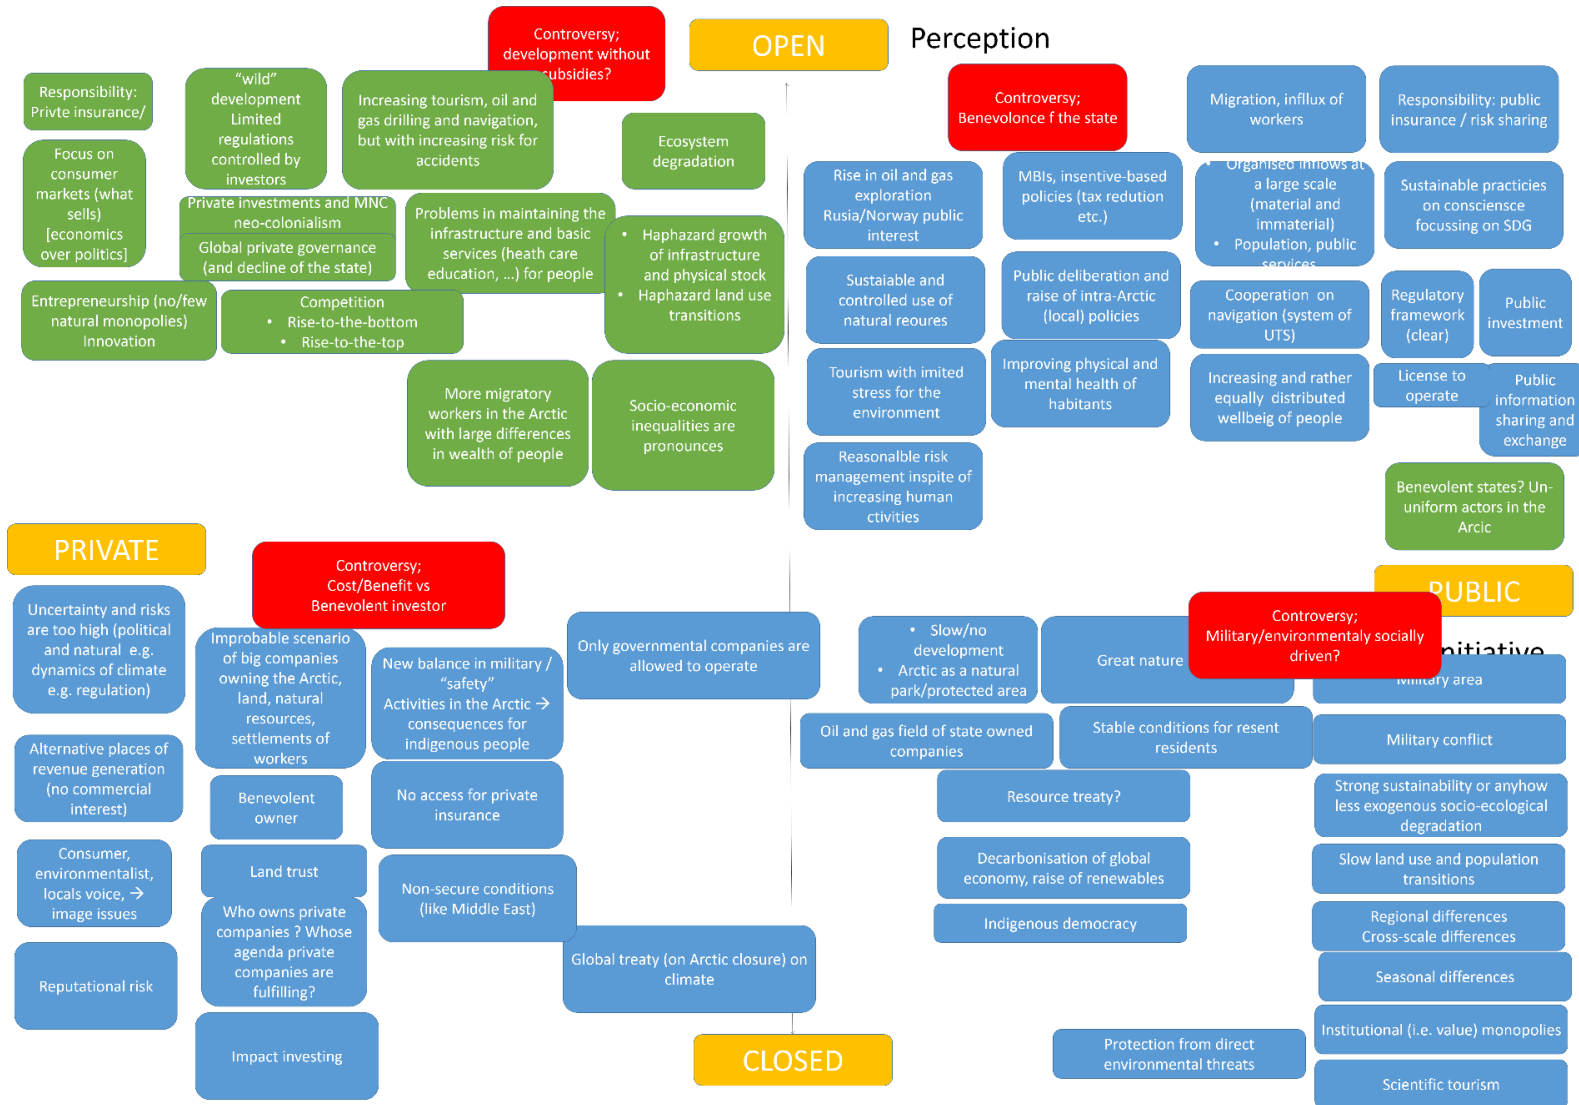 Controversy;
development without
subsidies?
OPEN
Perception
Responsibility:
Privte insurance/
"wild"
development
Limited
regulations
controlled by
investors
Increasing tourism, oil and
gas drilling and navigation,
but with increasing risk for
accidents
Ecosystem
degradation
Focus on
consumer
markets (what
sells)
[economics
over politics]
Private investments and MNC
neo-colonialism
Global private governance
(and decline of the state)
Problems in maintaining the
infrastructure and basic
services (heath care
education, ...) for people
• Haphazard growth
of infrastructure
and physical stock
• Haphazard land use
transitions
Entrepreneurship (no/few
natural monopolies)
Innovation
Competition
• Rise-to-the-bottom
• Rise-to-the-top
More migratory
workers in the Arctic
with large differences
in wealth of people
Socio-economic
inequalities are
pronounces
Controversy;
Benevolonce f the state
Migration, infllux of
workers
Responsibility: public
insurance / risk sharing
Rise in oil and gas
exploration
Rusia/Norway public
interest
MBIs, insentive-based
policies (tax redution
etc.)
• Organised inflows at
a large scale
(material and
immaterial)
• Population, public
services
Sustainable practicies
on consciensce
focussing on SDG
Sustaiable and
controlled use of
natural reoures
Public deliberation and
raise of intra-Arctic
(local) policies
Cooperation on
navigation (system of
UTS)
Regulatory
framework
(clear)
Public
investment
Tourism with imited
stress for the
environment
Improving physical and
mental health of
habitants
Increasing and rather
equally distributed
wellbeig of people
License to
operate
Public
information
sharing and
exchange
Reasonalble risk
management inspite of
increasing human
ctivities
Benevolent states? Un-
uniform actors in the
Arcic
PRIVATE
Controversy;
Cost/Benefit vs
Benevolent investor
PUBLIC
Controversy;
Military/environmentaly socially
driven?
Initiative
Uncertainty and risks
are too high (political
and natural e.g.
dynamics of climate
e.g. regulation)
Improbable scenario
of big companies
owning the Arctic,
land, natural
resources,
settlements of
workers
New balance in military /
"safety"
Activities in the Arctic →
consequences for
indigenous people
Only governmental companies are
allowed to operate
• Slow/no
development
• Arctic as a natural
park/protected area
Great nature
Military area
Alternative places of
revenue generation
(no commercial
interest)
Benevolent
owner
No access for private
insurance
Oil and gas field of state owned
companies
Stable conditions for resent
residents
Military conflict
Resource treaty?
Strong sustainability or anyhow
less exogenous socio-ecological
degradation
Consumer,
environmentalist,
locals voice, →
image issues
Land trust
Non-secure conditions
(like Middle East)
Decarbonisation of global
economy, raise of renewables
Slow land use and population
transitions
Who owns private
companies ? Whose
agenda private
companies are
fulfilling?
Indigenous democracy
Regional differences
Cross-scale differences
Reputational risk
Global treaty (on Arctic closure) on
climate
Seasonal differences
Impact investing
CLOSED
Protection from direct
environmental threats
Institutional (i.e. value) monopolies
Scientific tourism